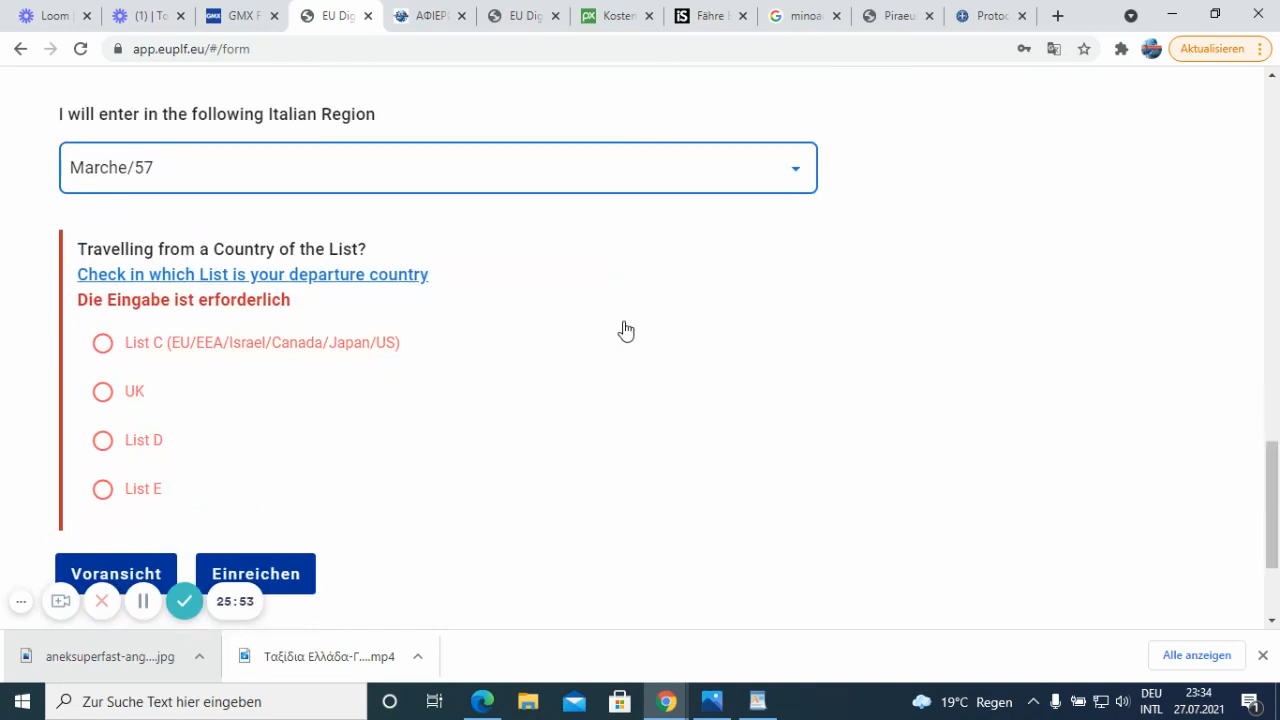 Loom |
(1) | To
GMX F
EU Dig
ΑΦΙΕΡ
EU Dig
px
Kosten
iS
Fähre B
minoa
Piraeu
Protoc
app.euplf.eu/#/form
Aktualisieren
I will enter in the following Italian Region
Marche/57
Travelling from a Country of the List?
Check in which List is your departure country
Die Eingabe ist erforderlich
List C (EU/EEA/Israel/Canada/Japan/US)
UK
List D
List E
Voransicht
Einreichen
25:53
aneksuperfast-ang....jpg
Ταξίδια Ελλάδα-Γ....mp4
Alle anzeigen
Zur Suche Text hier eingeben
19°C Regen
DEU
INTL
23:34
27.07.2021
1